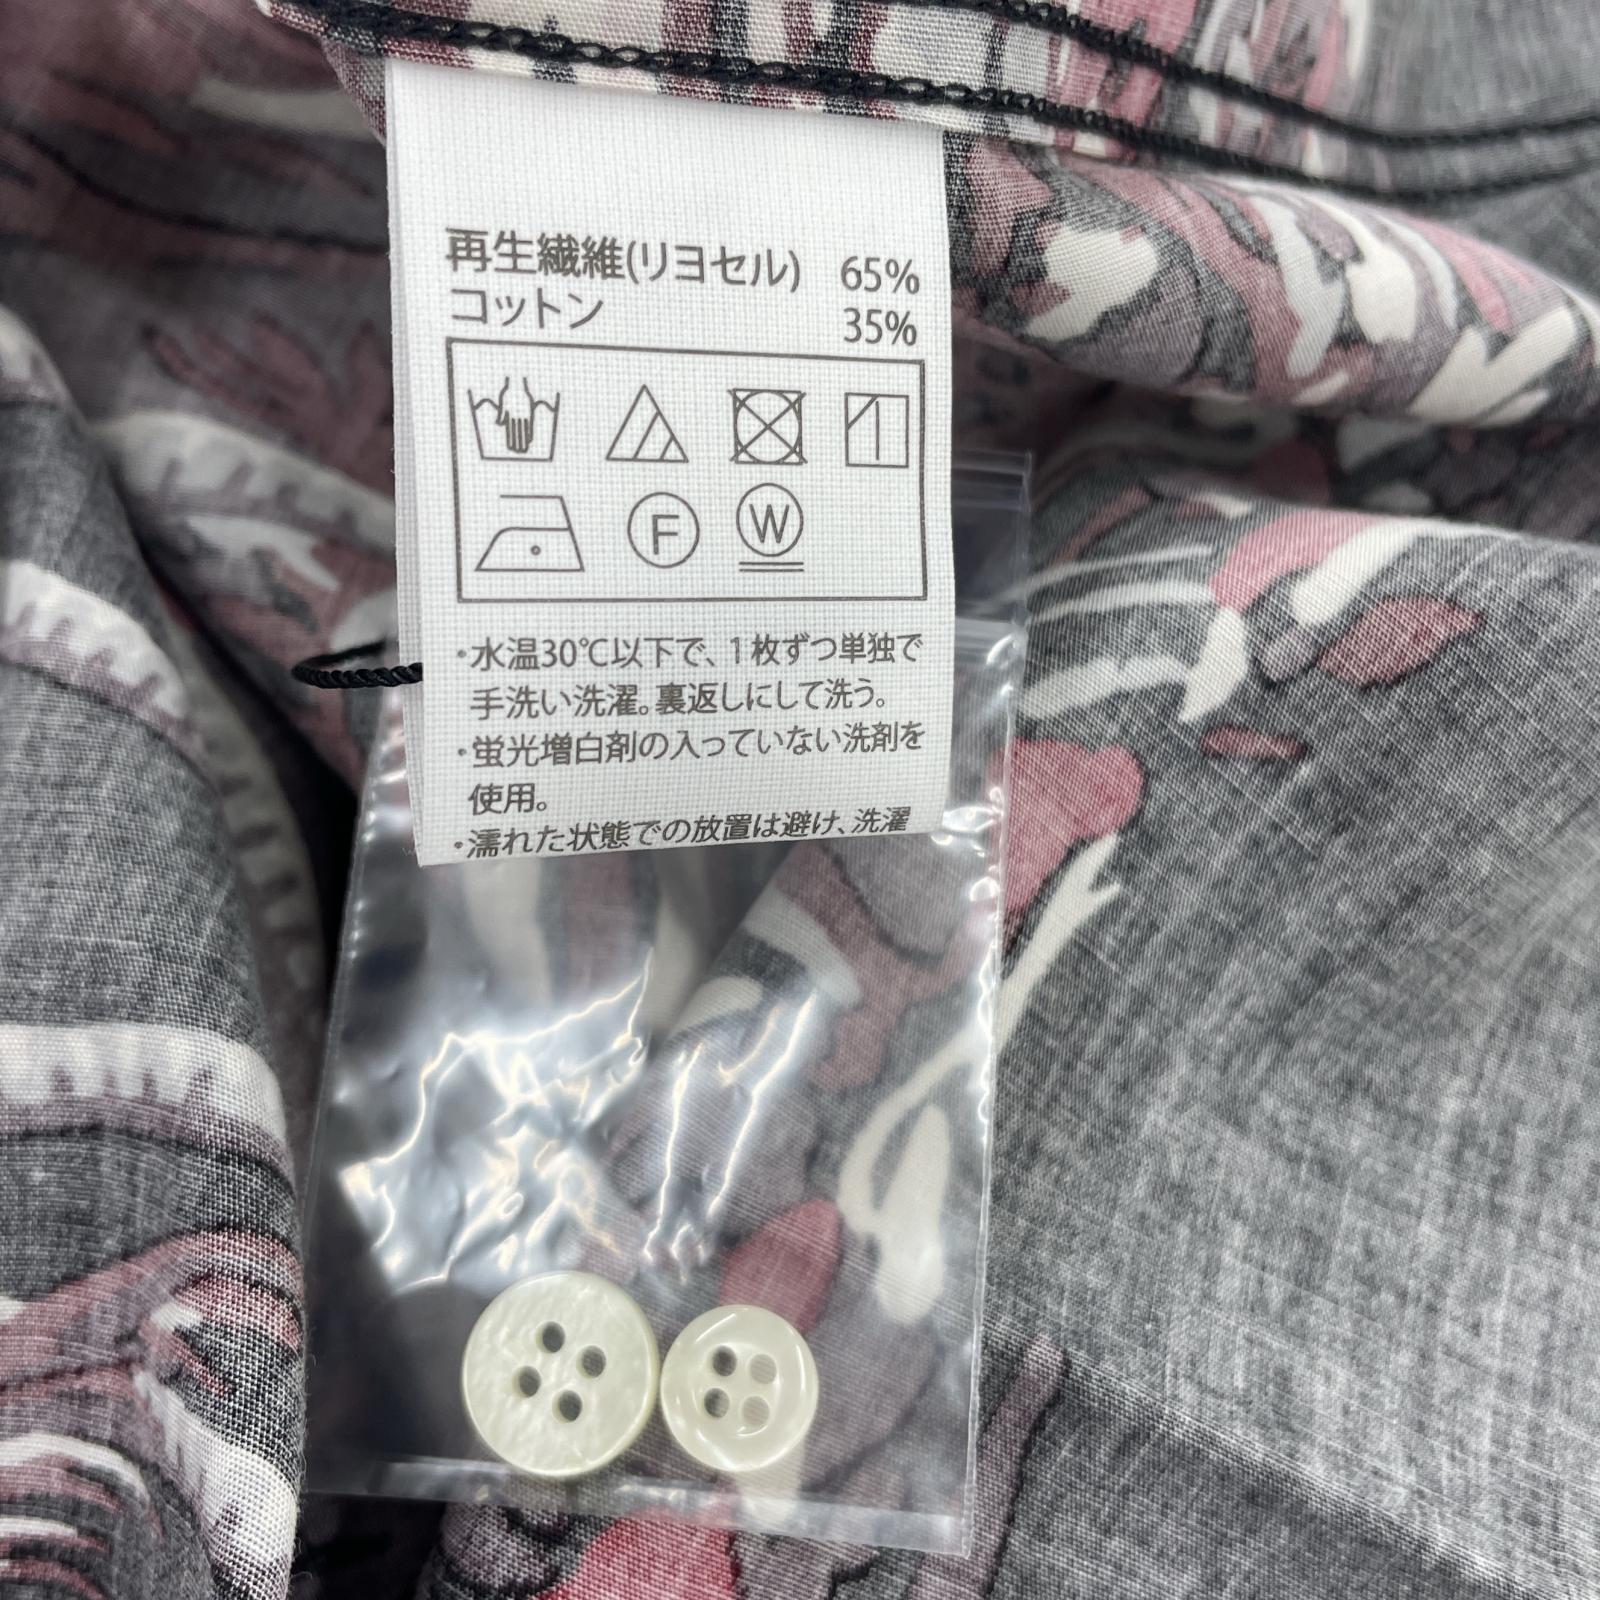 再生繊維(リヨセル) 65%
コットン 35%
F W
・水温30℃以下で、1枚ずつ単独で
手洗い洗濯。裏返しにして洗う。
・蛍光増白剤の入っていない洗剤を
使用。
・濡れた状態での放置は避け、洗濯